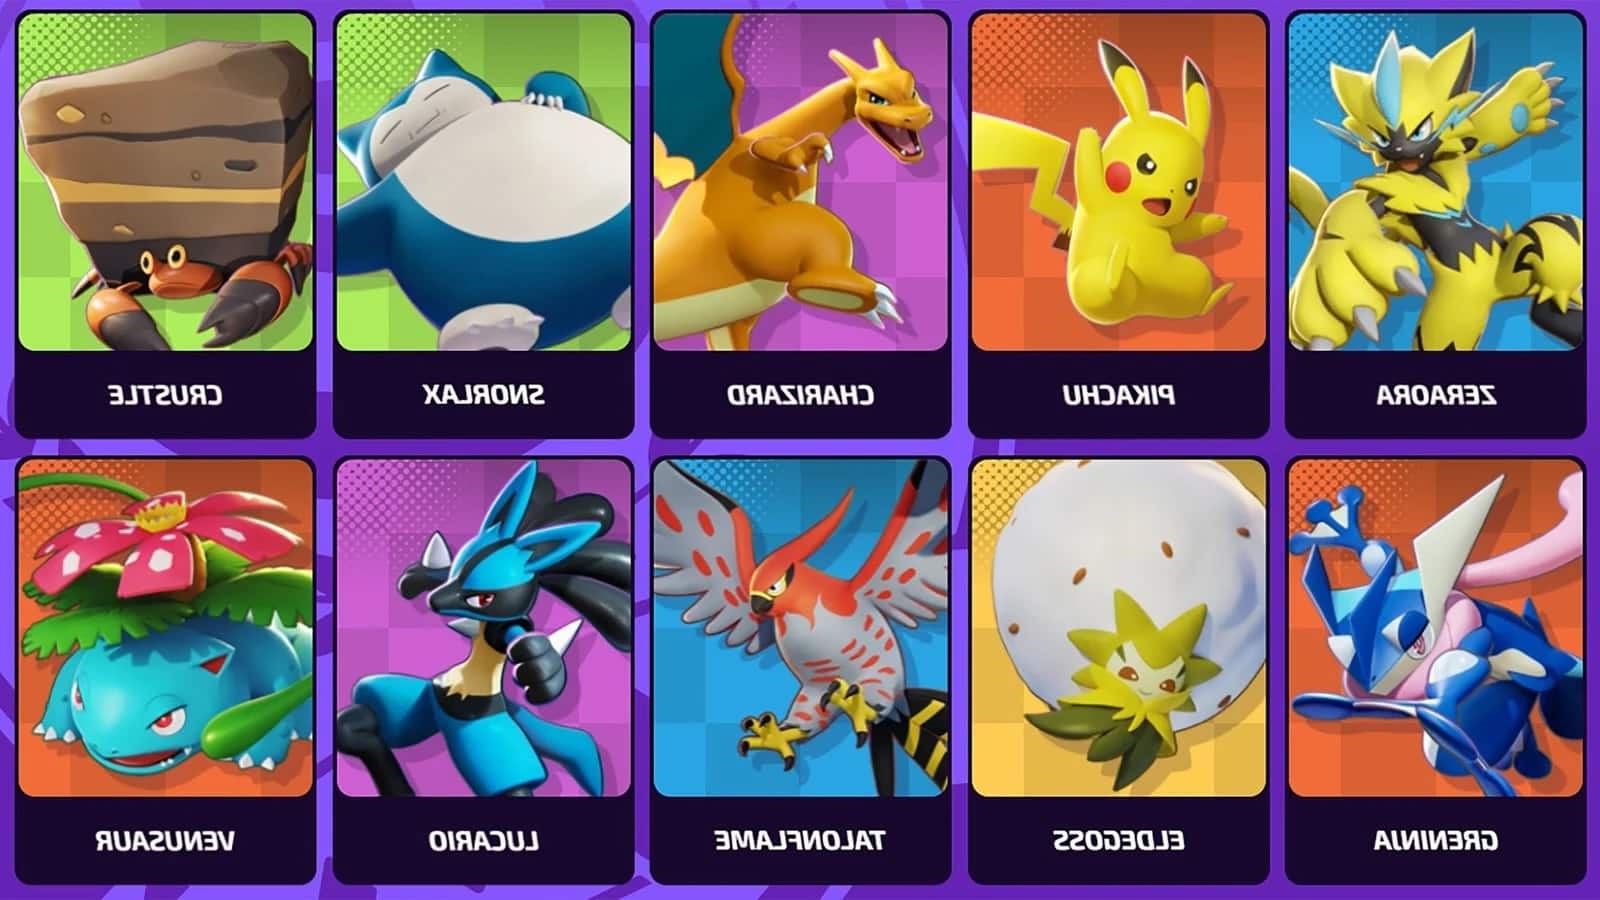 ZERAORA
PIKACHU
CHARIZARD
SNORLAX
CRUSTLE
GRENINJA
ELDEGOSS
TALONFLAME
LUCARIO
VENUSAUR